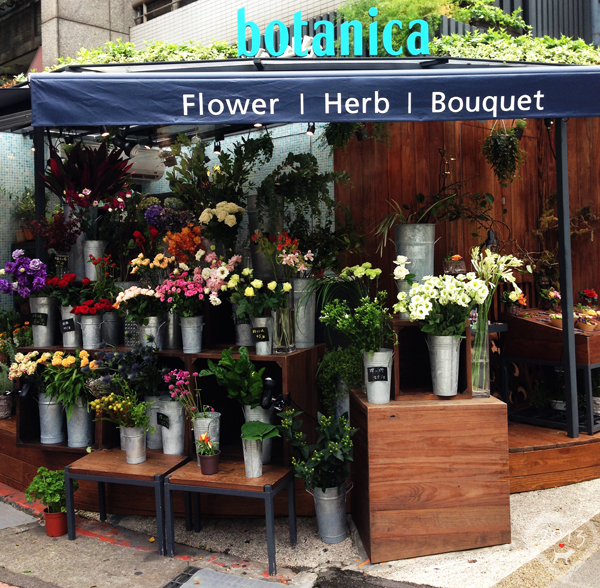 botanica
Flower | Herb | Bouquet